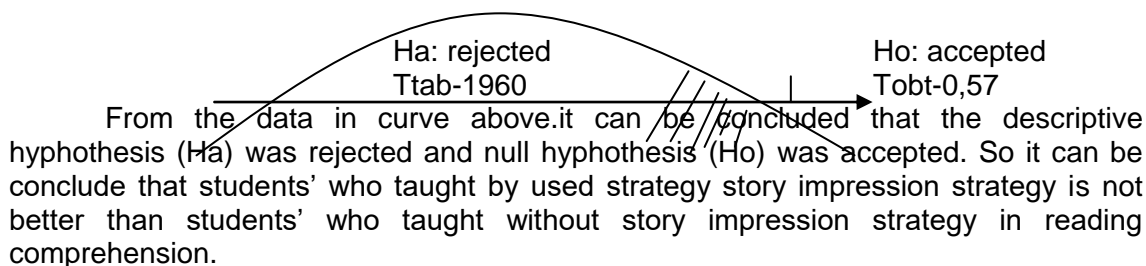 Ha: rejected Ho: accepted
Ttab-1960 Tobt-0,57
From the data in curve above.it can be concluded that the descriptive
hyphothesis (Ha) was rejected and null hyphothesis (Ho) was accepted. So it can be
conclude that students’ who taught by used strategy story impression strategy is not
better than students’ who taught without story impression strategy in reading
comprehension.